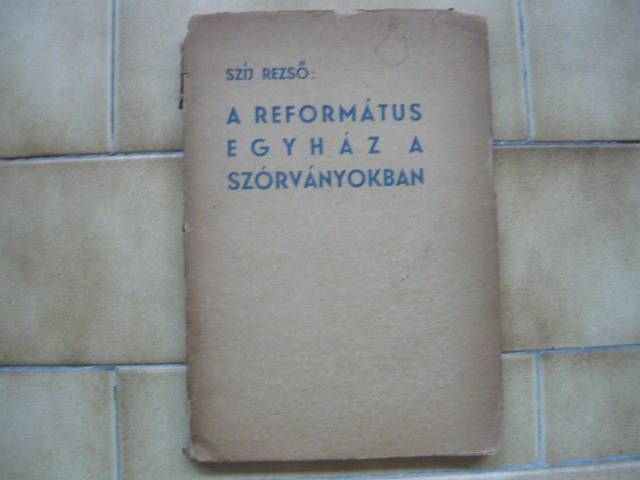 SZÍJ REZSŐ:
A REFORMÁTUS
EGYHÁZ A
SZÓRVÁNYOKBAN